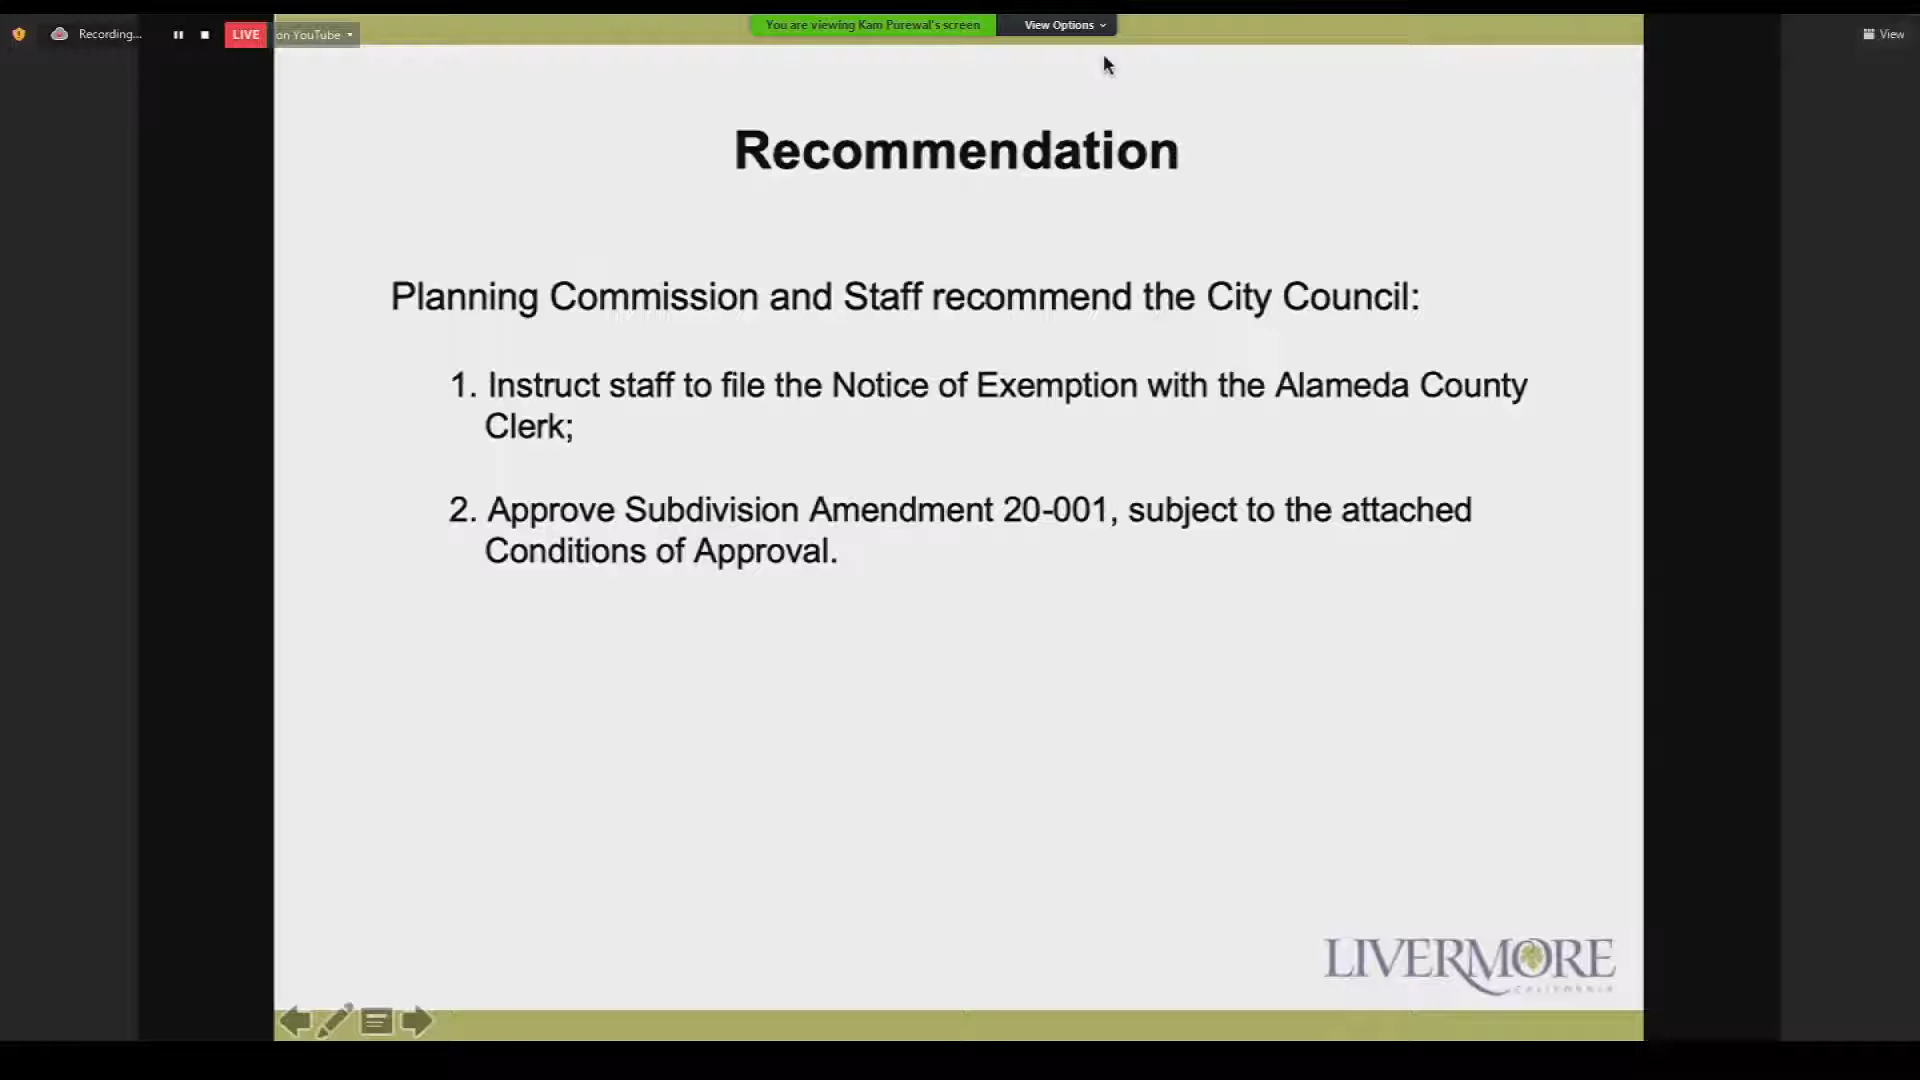 You are viewing Kam Purewal's screen
View Options
Recording...
LIVE
on YouTube
View
Recommendation
Planning Commission and Staff recommend the City Council:
1. Instruct staff to file the Notice of Exemption with the Alameda County
Clerk;
2. Approve Subdivision Amendment 20-001, subject to the attached
Conditions of Approval.
LIVERMORE
CALIFORNIA